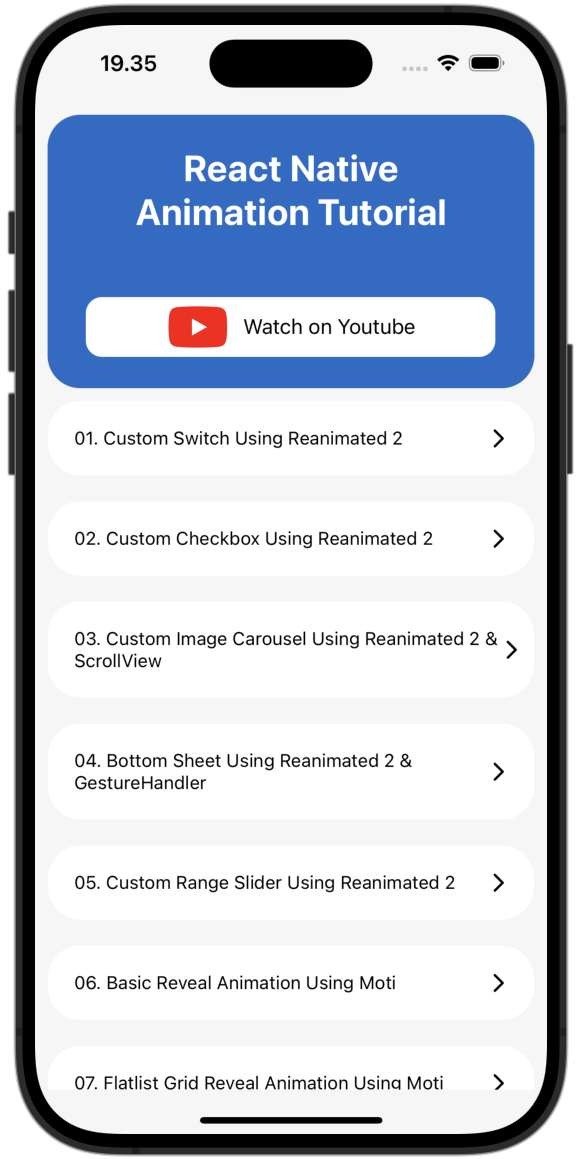 19.35
React Native
Animation Tutorial
Watch on Youtube
01. Custom Switch Using Reanimated 2
02. Custom Checkbox Using Reanimated 2
03. Custom Image Carousel Using Reanimated 2 &
ScrollView
04. Bottom Sheet Using Reanimated 2 &
GestureHandler
05. Custom Range Slider Using Reanimated 2
06. Basic Reveal Animation Using Moti
07. Flatlist Grid Reveal Animation Using Moti